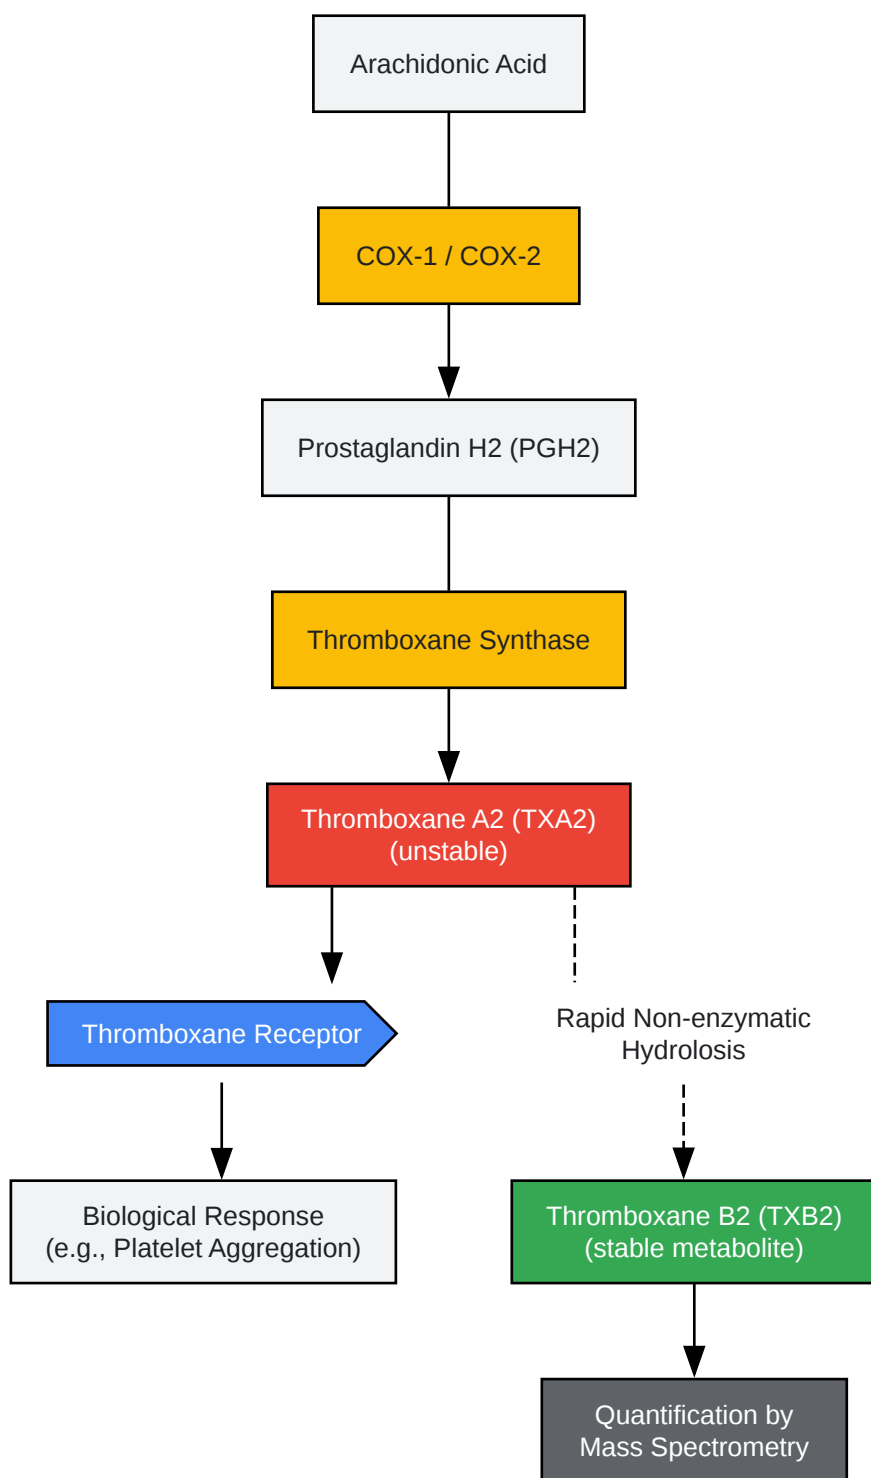 Arachidonic Acid
COX-1 / COX-2
Prostaglandin H2 (PGH2)
Thromboxane Synthase
Thromboxane A2 (TXA2)
(unstable)
Thromboxane Receptor
Rapid Non-enzymatic
Hydrolosis
Biological Response
(e.g., Platelet Aggregation)
Thromboxane B2 (TXB2)
(stable metabolite)
Quantification by
Mass Spectrometry